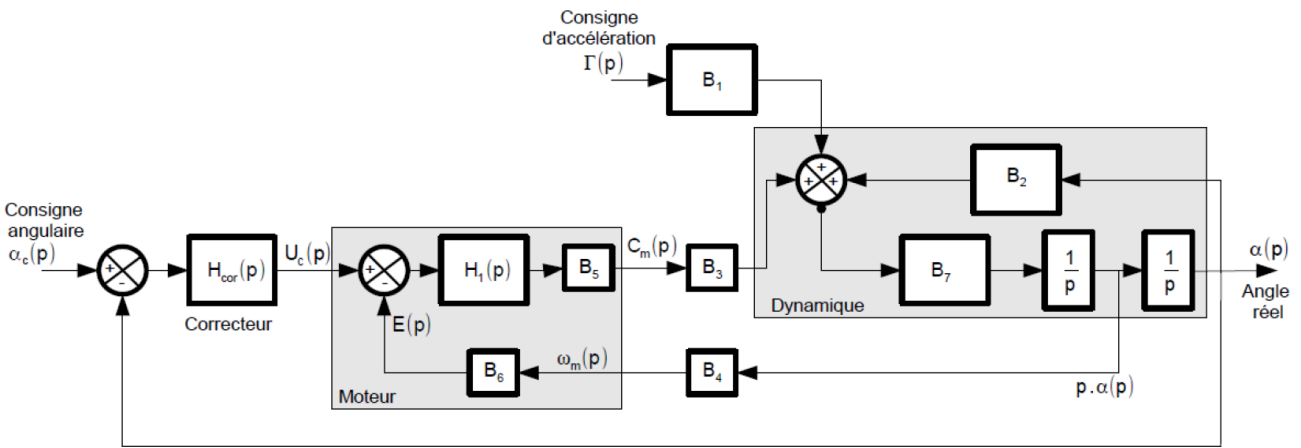 Consigne
d'accélération
Γ(p)
B1
+
+ +
B2
Consigne
angulaire
αc(p)
+
-
Hcor(p)
Correcteur
Uc(p)
+
-
H1(p)
B5
Cm(p)
B3
B7
1/p
1/p
α(p)
Angle
réel
Dynamique
E(p)
B6
ωm(p)
B4
p.α(p)
Moteur